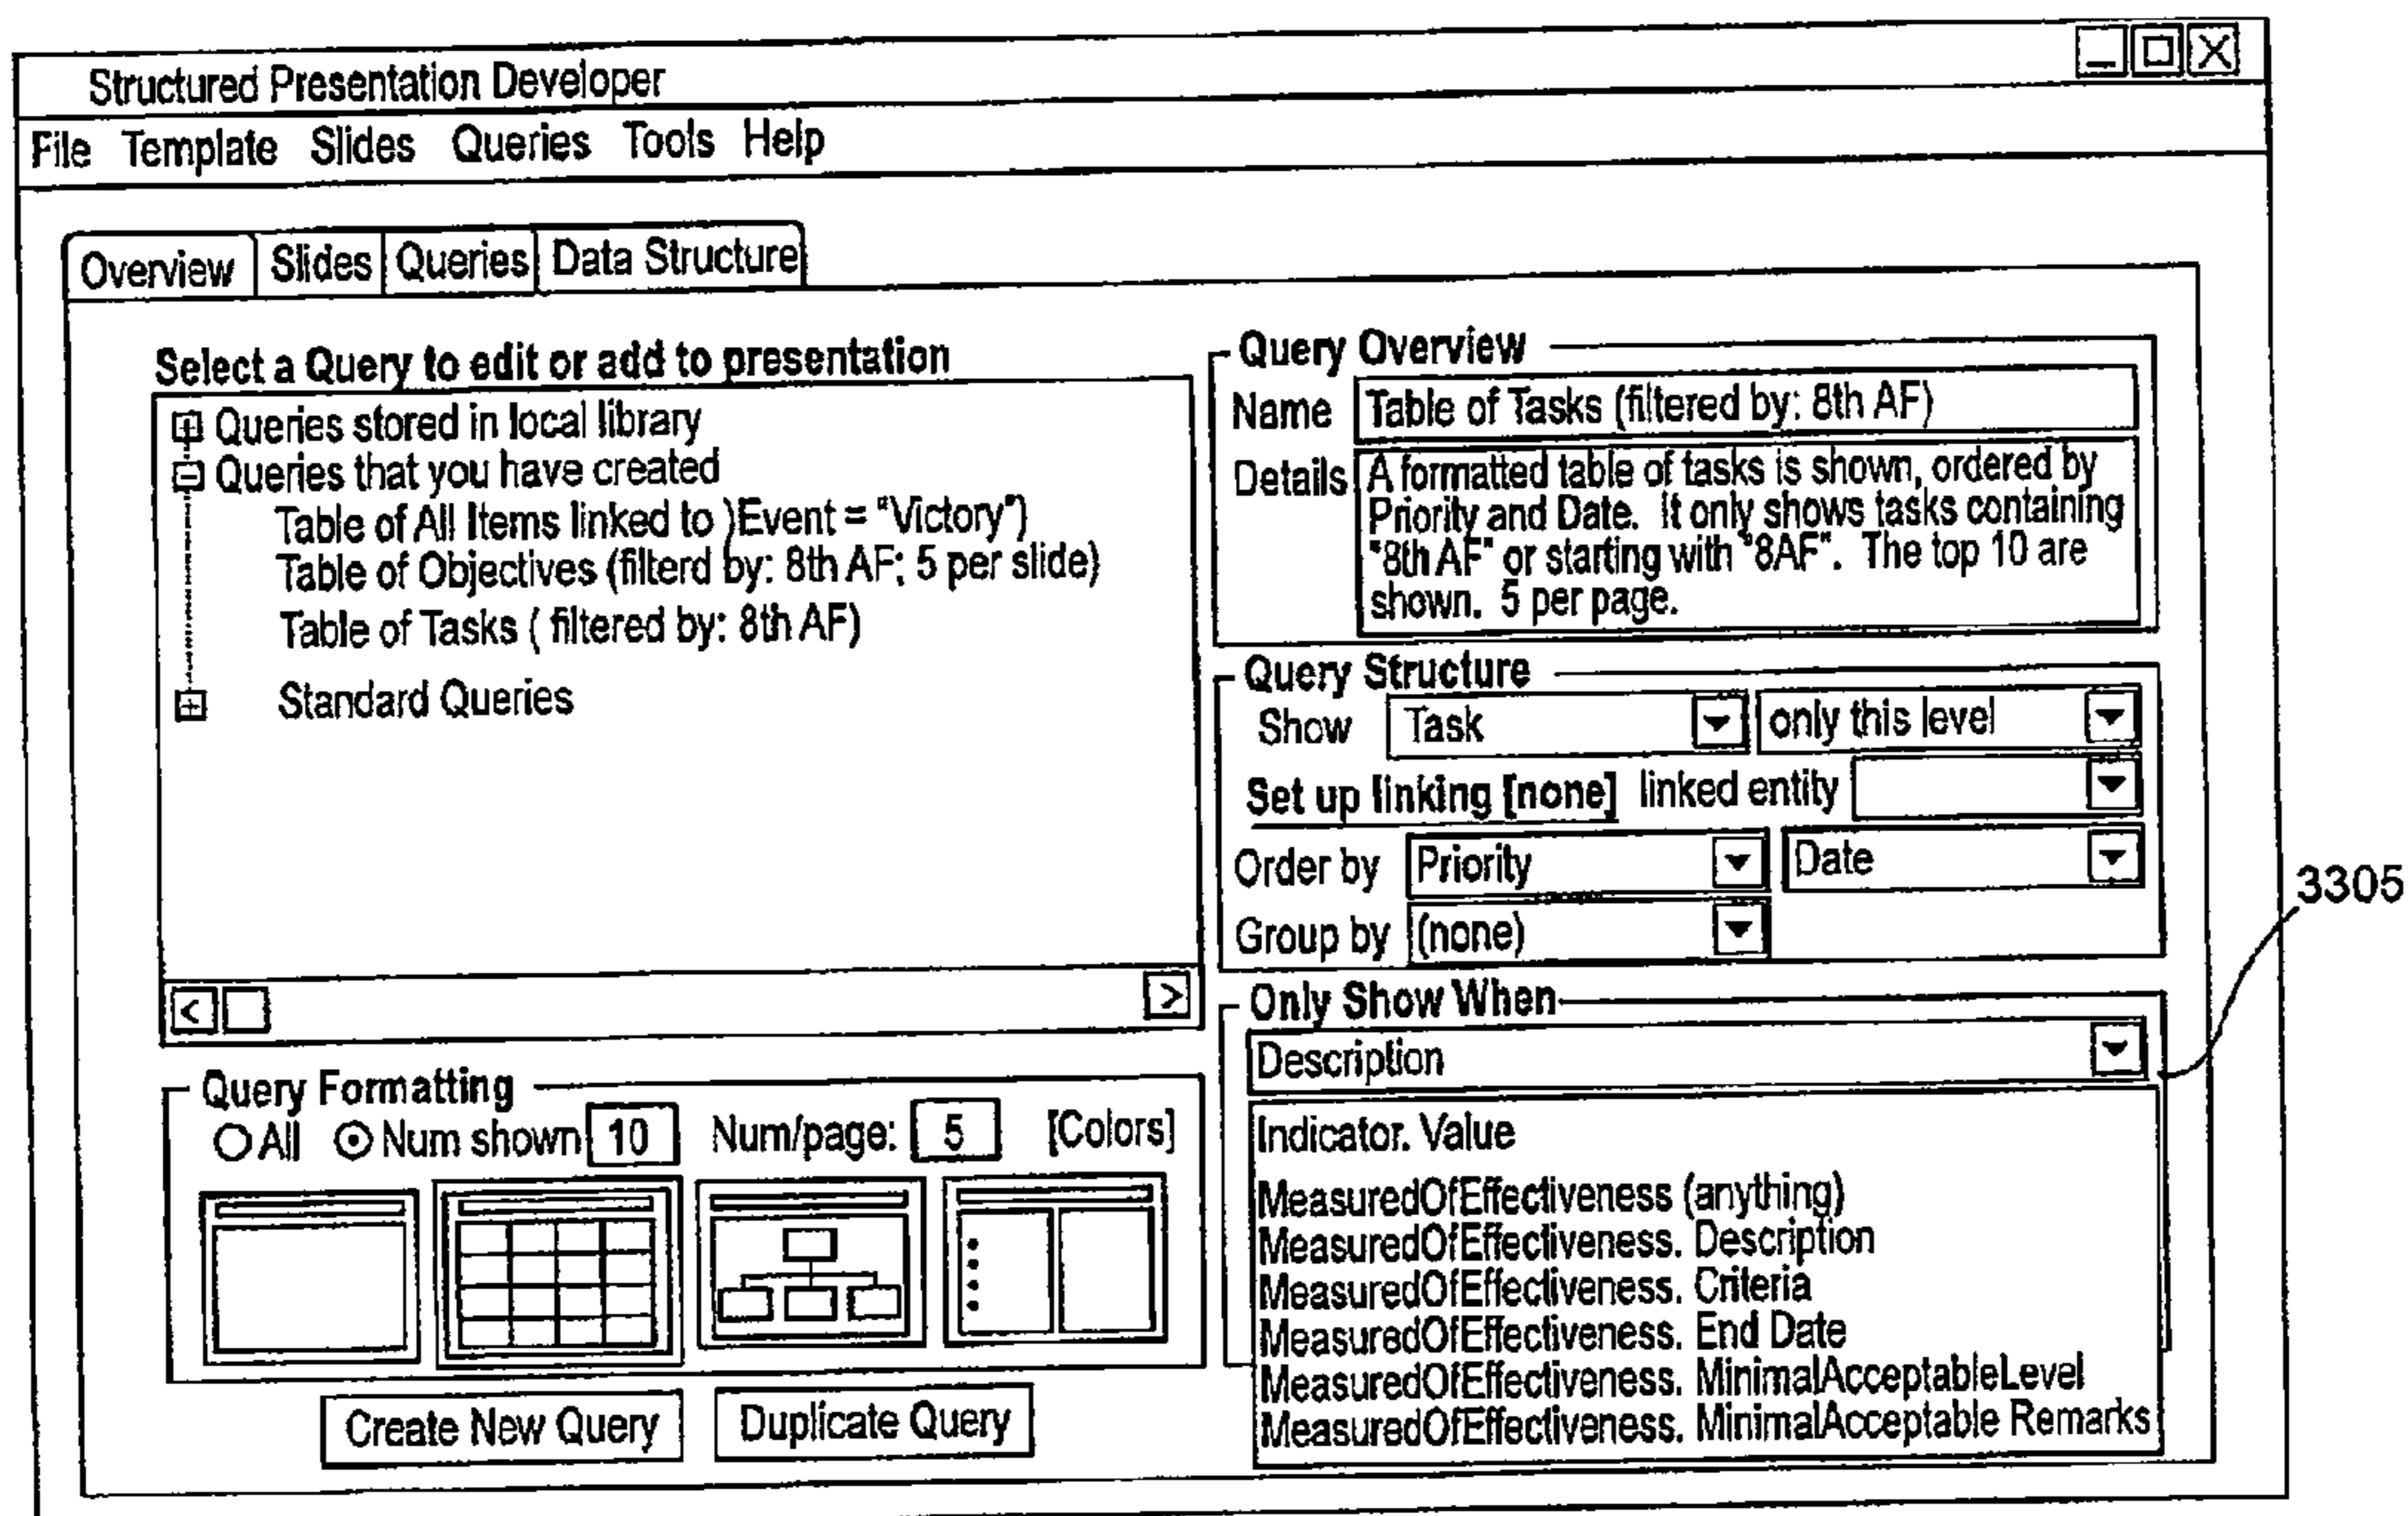 Structured Presentation Developer
File Template Slides Queries Tools Help
Overview Slides Queries Data Structure
Select a Query to edit or add to presentation
Queries stored in local library
Queries that you have created
Table of All Items linked to )Event = "Victory")
Table of Objectives (filterd by: 8th AF; 5 per slide)
Table of Tasks ( filtered by: 8th AF)
Standard Queries
< >
Query Formatting
All Num shown 10 Num/page: 5 [Colors]
Create New Query Duplicate Query
Query Overview
Name Table of Tasks (filtered by: 8th AF)
Details A formatted table of tasks is shown, ordered by
Priority and Date. It only shows tasks containing
"8th AF" or starting with "8AF". The top 10 are
shown. 5 per page.
Query Structure
Show Task only this level
Set up linking [none] linked entity
Order by Priority Date
Group by (none)
3305
Only Show When
Description
Indicator. Value
MeasuredOfEffectiveness (anything)
MeasuredOfEffectiveness. Description
MeasuredOfEffectiveness. Criteria
MeasuredOfEffectiveness. End Date
MeasuredOfEffectiveness. MinimalAcceptableLevel
MeasuredOfEffectiveness. MinimalAcceptable Remarks